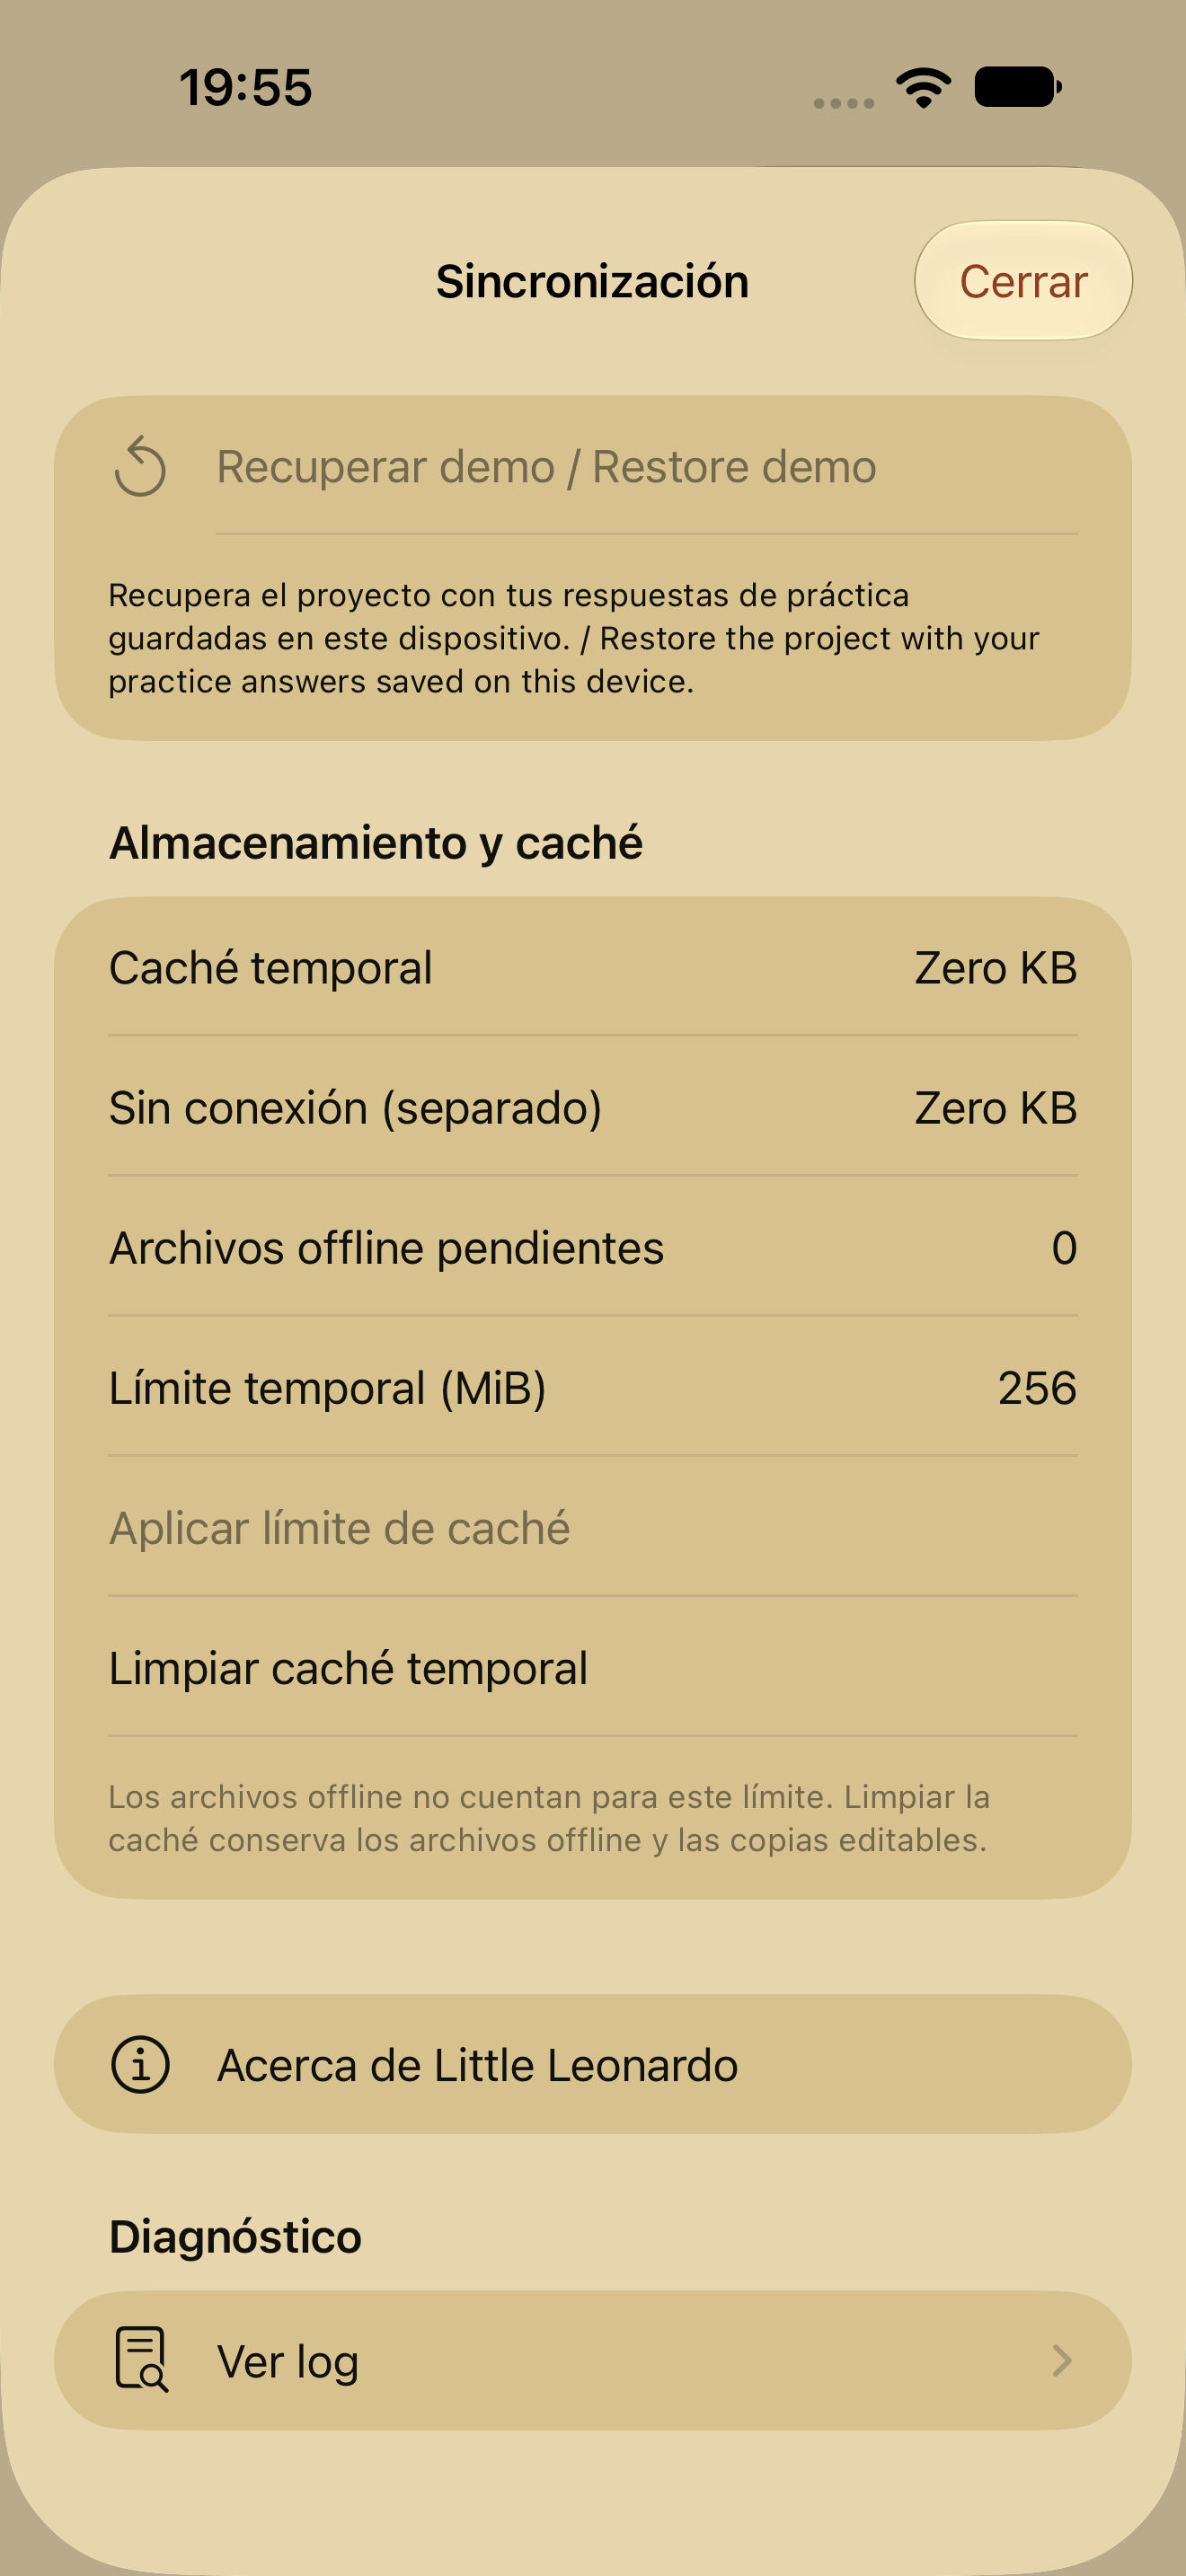 19:55
Sincronización
Cerrar
Recuperar demo / Restore demo
Recupera el proyecto con tus respuestas de práctica
guardadas en este dispositivo. / Restore the project with your
practice answers saved on this device.
Almacenamiento y caché
Caché temporal Zero KB
Sin conexión (separado) Zero KB
Archivos offline pendientes 0
Límite temporal (MiB) 256
Aplicar límite de caché
Limpiar caché temporal
Los archivos offline no cuentan para este límite. Limpiar la
caché conserva los archivos offline y las copias editables.
Acerca de Little Leonardo
Diagnóstico
Ver log